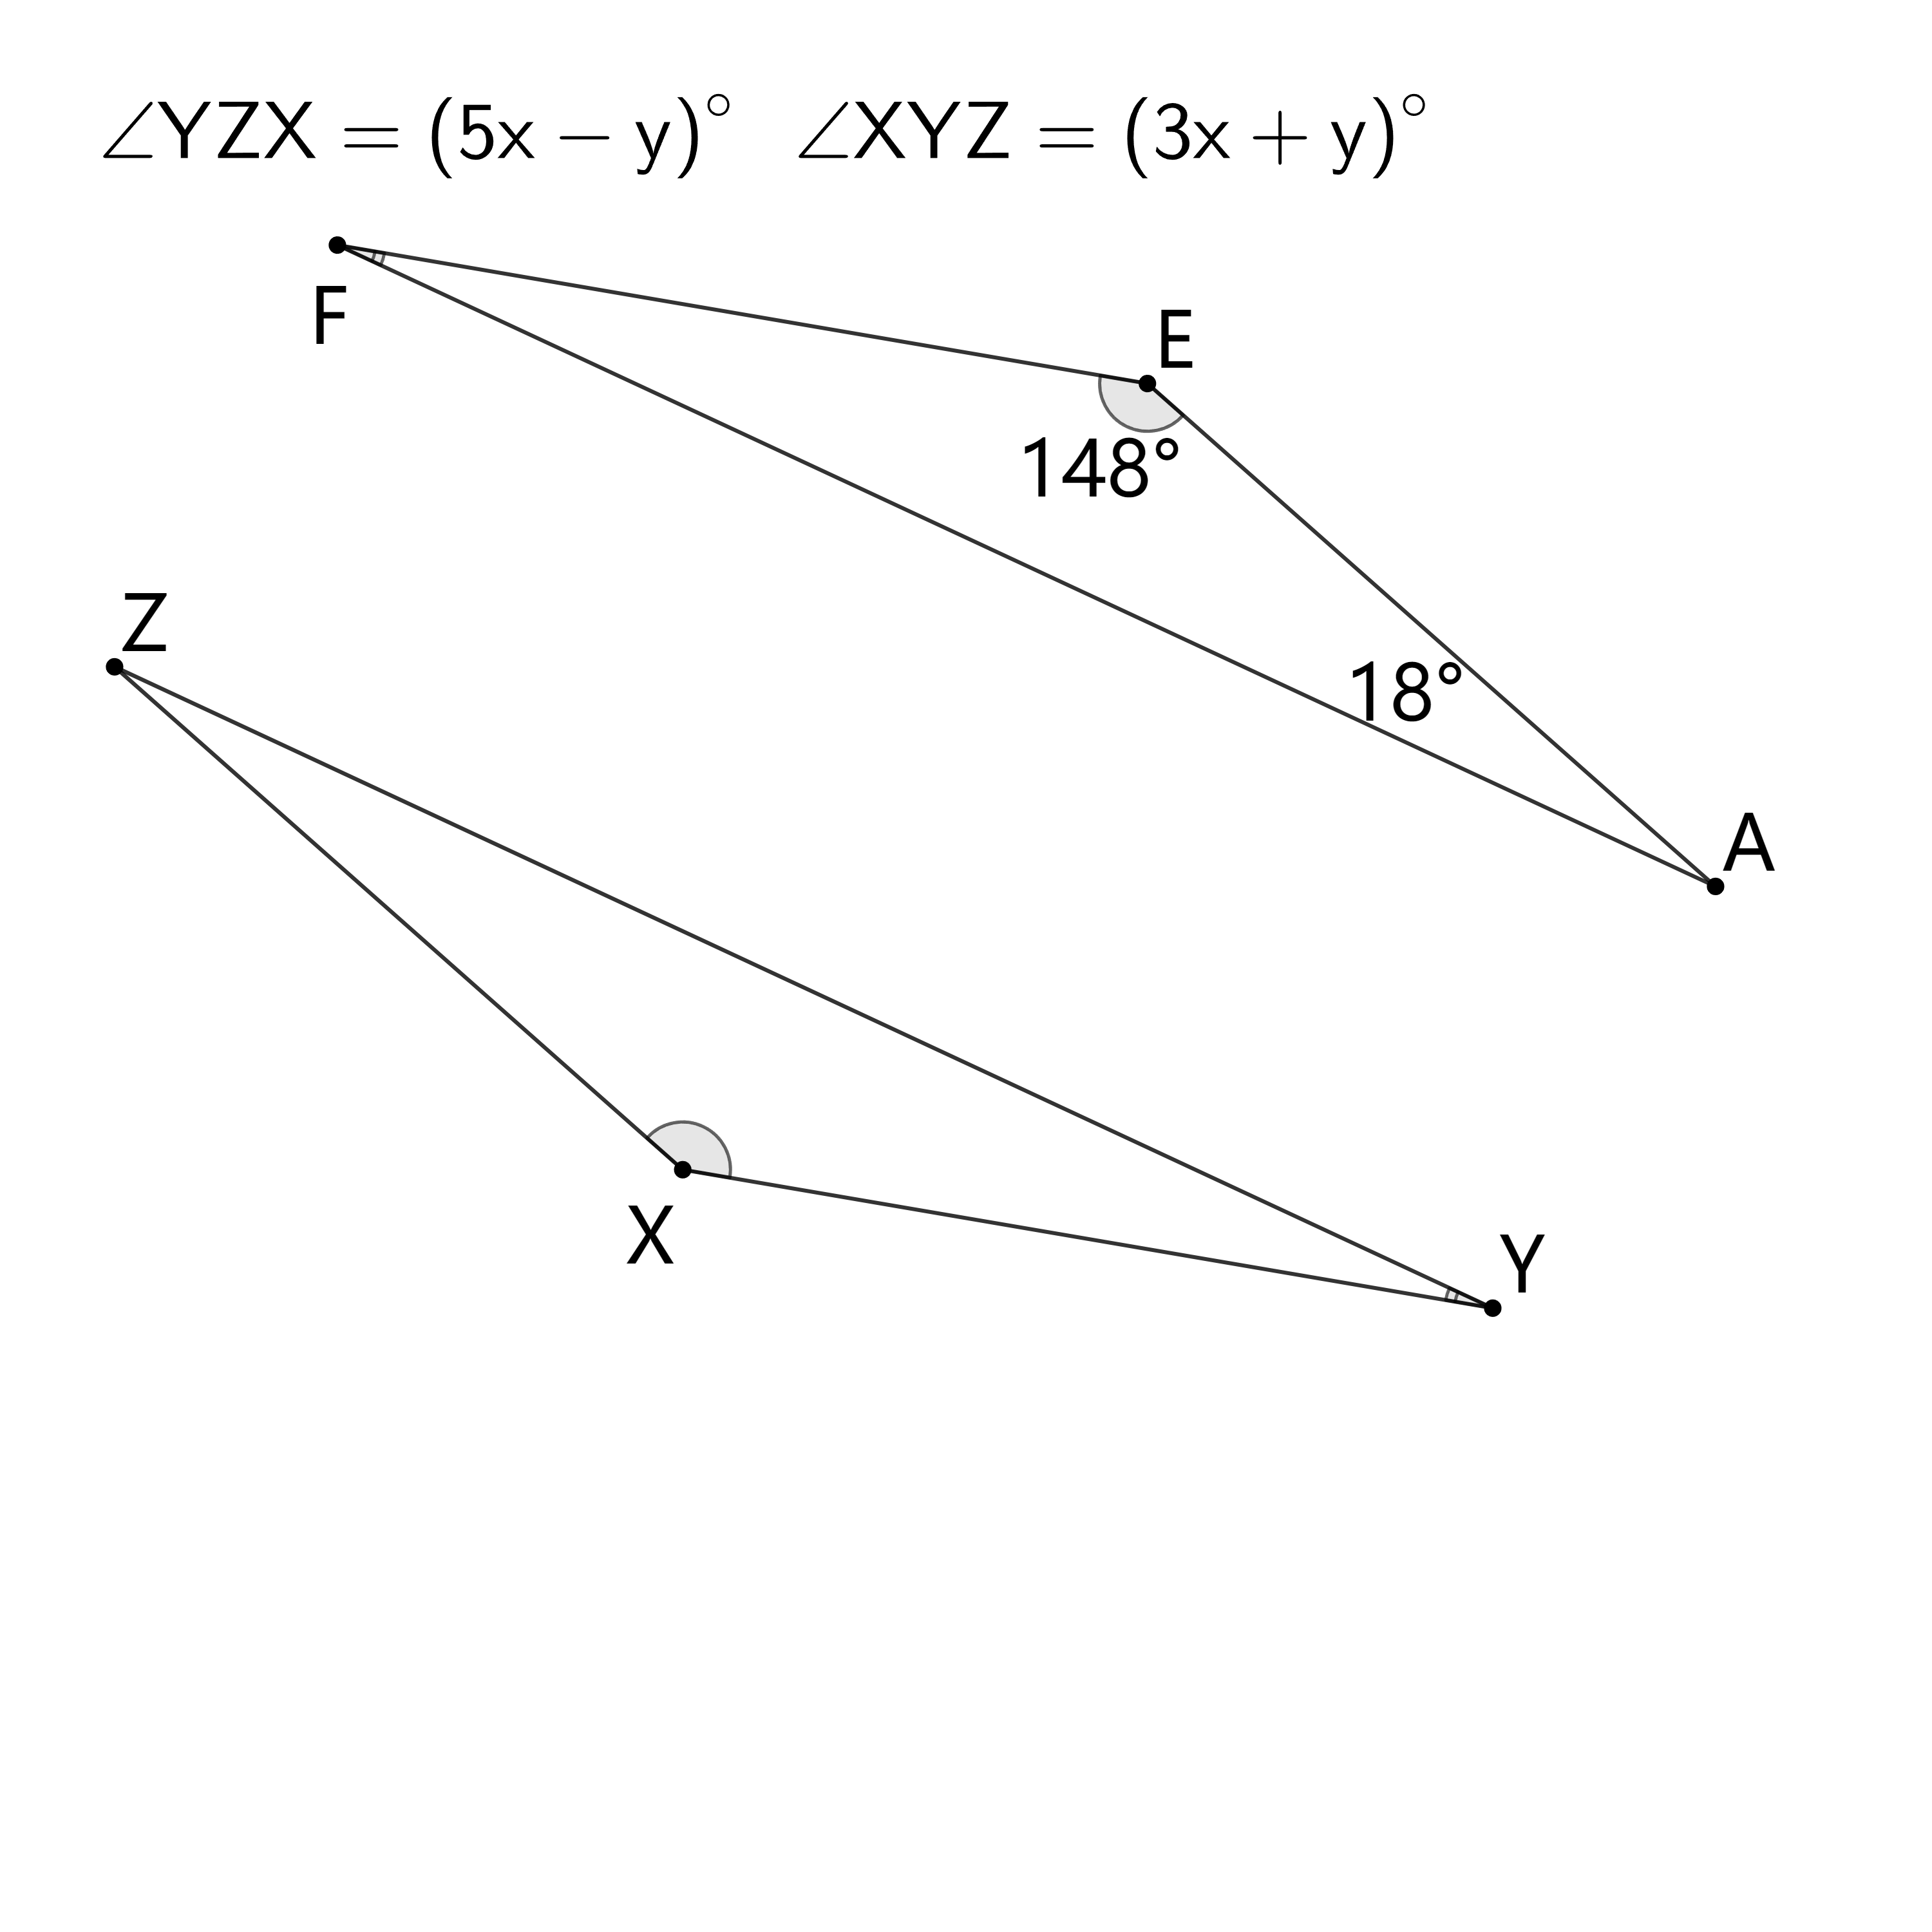 ∠YZX = (5x − y)° ∠XYZ = (3x + y)°
F
E
148°
Z
18°
A
X
Y